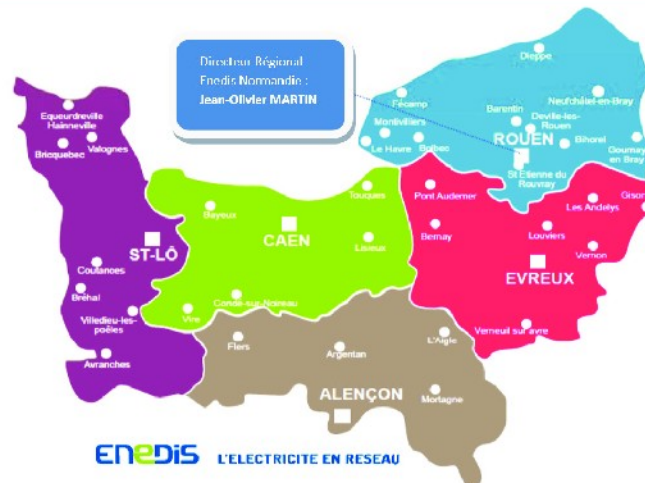 Directeur Régional
Enedis Normandie :
Jean-Olivier MARTIN
Dieppe
Neufchâtel-en-Bray
Fécamp
Montivilliers
Barentin
Deville-les-
Rouen
ROUEN
Bihorel
Gournay
en Bray
Le Havre
Bolbec
St Etienne du
Rouvray
Equeurdreville
Hainneville
Bricquebec
Valognes
ST-LÔ
Coutances
Bréhal
Villedieu-les-
poêles
Avranches
Bayeux
Touques
CAEN
Lisieux
Vire
Condé-sur-Noireau
Pont Audemer
Les Andelys
Gisors
Bernay
Louviers
Vernon
EVREUX
Verneuil sur avre
Flers
Argentan
L'Aigle
ALENÇON
Mortagne
ENEDIS
L'ELECTRICITE EN RESEAU